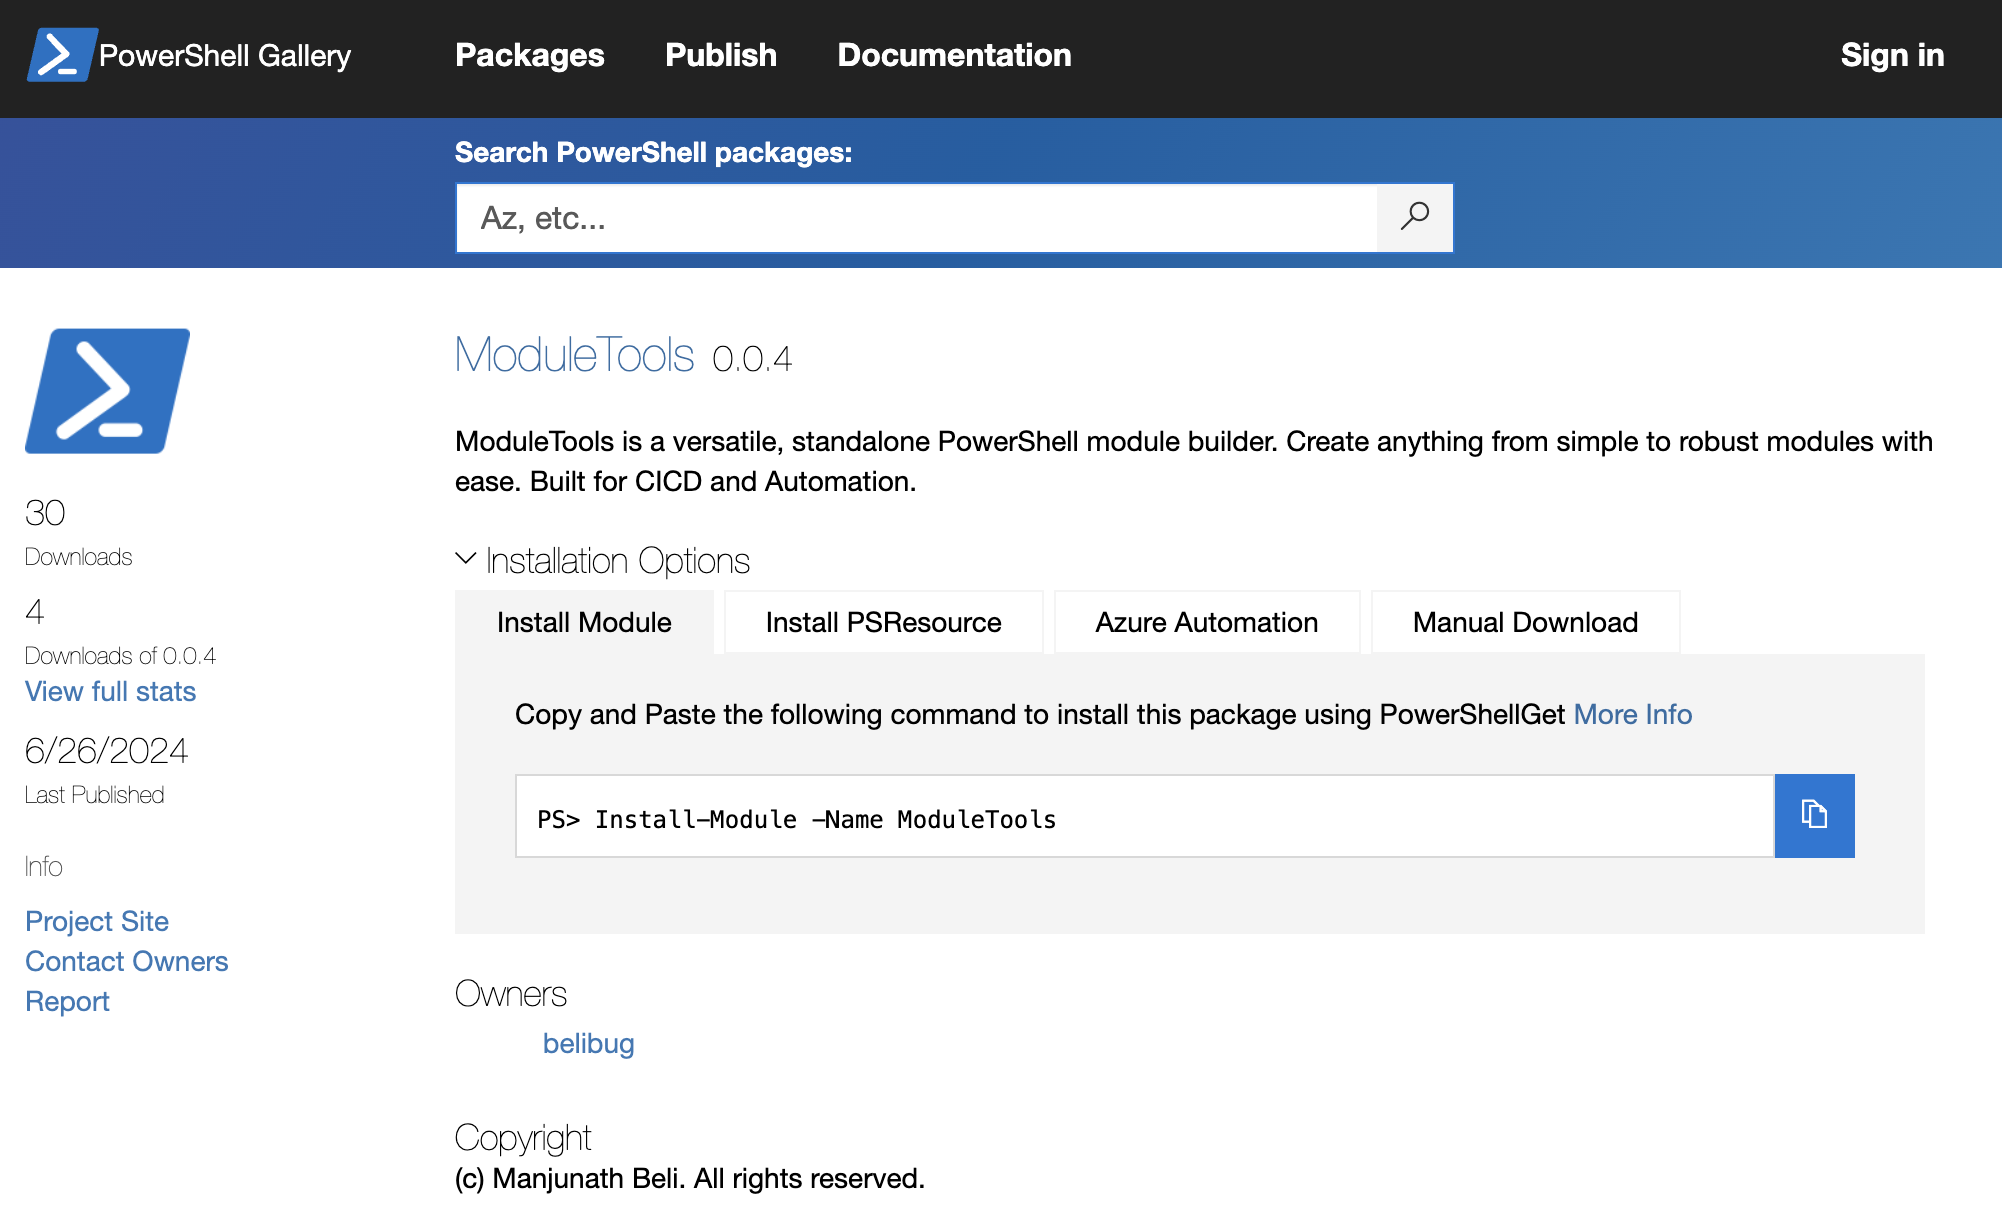 PowerShell Gallery Packages Publish Documentation Sign in
Search PowerShell packages:
Az, etc...
30
Downloads
4
Downloads of 0.0.4
View full stats
6/26/2024
Last Published
Info
Project Site
Contact Owners
Report
ModuleTools 0.0.4
ModuleTools is a versatile, standalone PowerShell module builder. Create anything from simple to robust modules with
ease. Built for CICD and Automation.
Installation Options
Install Module Install PSResource Azure Automation Manual Download
Copy and Paste the following command to install this package using PowerShellGet More Info
PS> Install-Module -Name ModuleTools
Owners
belibug
Copyright
(c) Manjunath Beli. All rights reserved.